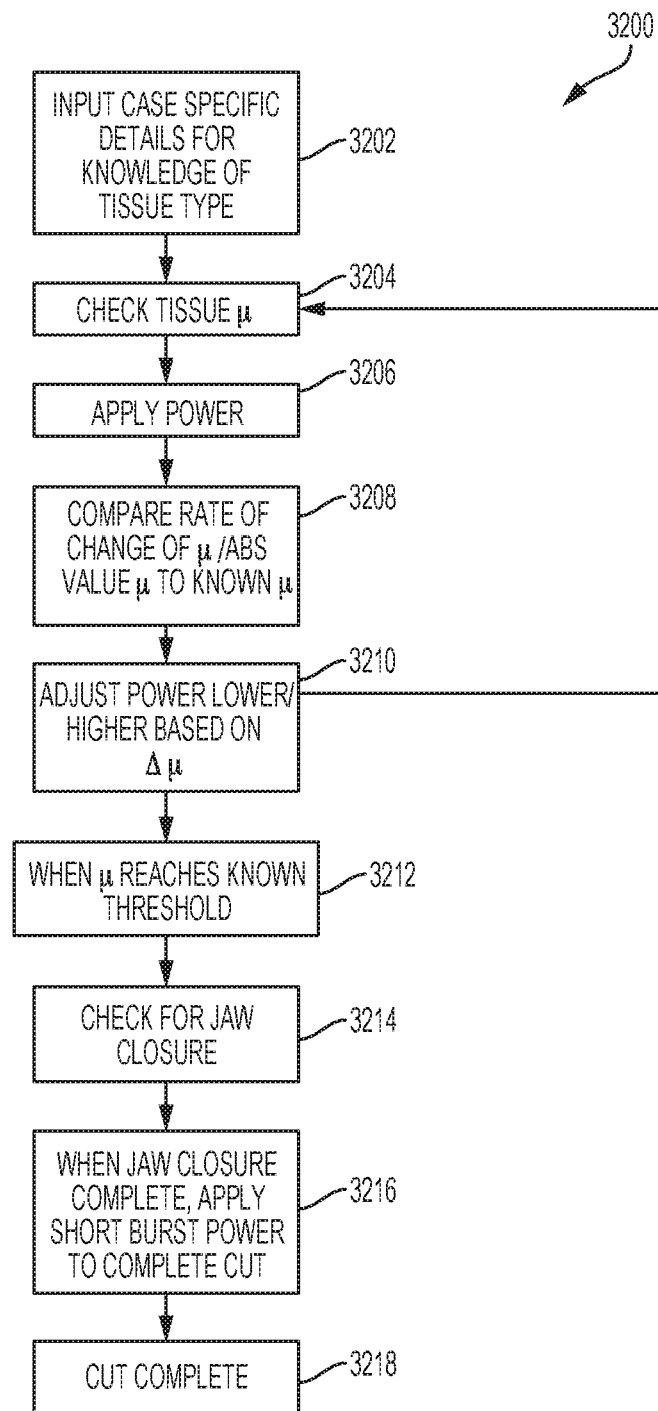 3200
INPUT CASE SPECIFIC
DETAILS FOR
KNOWLEDGE OF
TISSUE TYPE
3202
3204
CHECK TISSUE μ
3206
APPLY POWER
3208
COMPARE RATE OF
CHANGE OF μ /ABS
VALUE μ TO KNOWN μ
3210
ADJUST POWER LOWER/
HIGHER BASED ON
Δ μ
WHEN μ REACHES KNOWN
THRESHOLD
3212
CHECK FOR JAW
CLOSURE
3214
WHEN JAW CLOSURE
COMPLETE, APPLY
SHORT BURST POWER
TO COMPLETE CUT
3216
CUT COMPLETE
3218